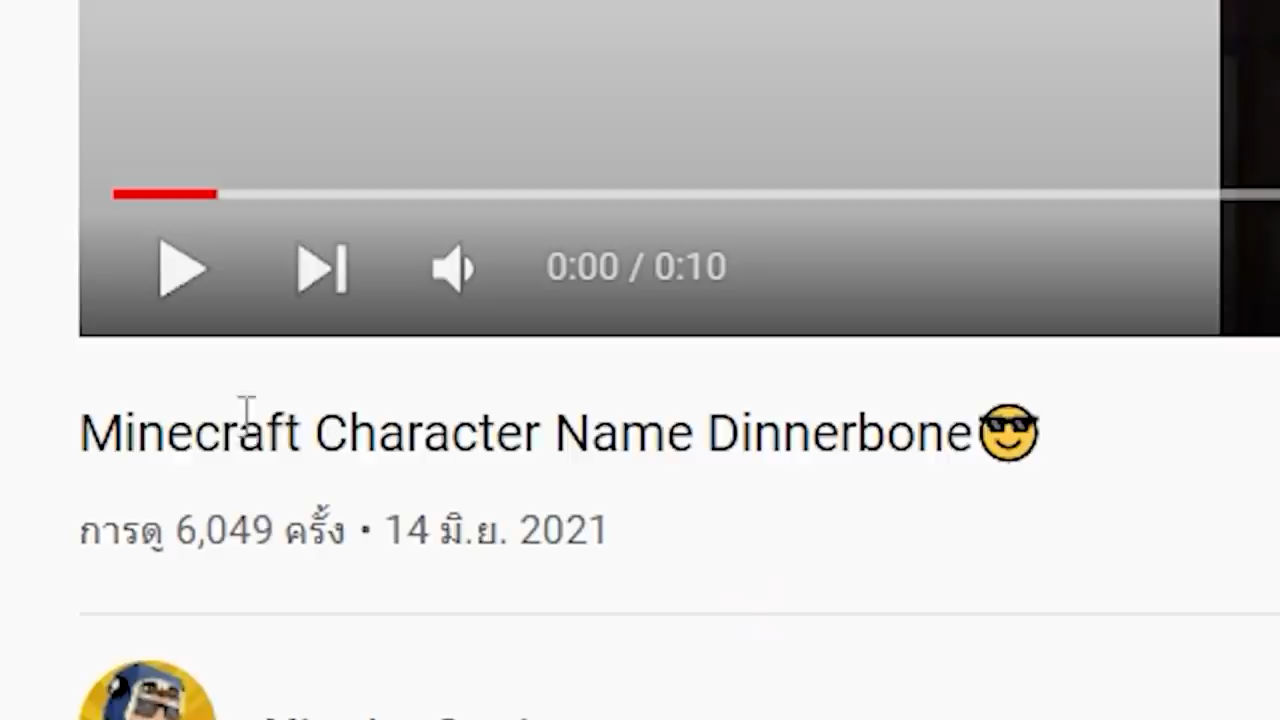 0:00 / 0:10
Minecraft Character Name Dinnerbone😎
การดู 6,049 ครั้ง • 14 มิ.ย. 2021